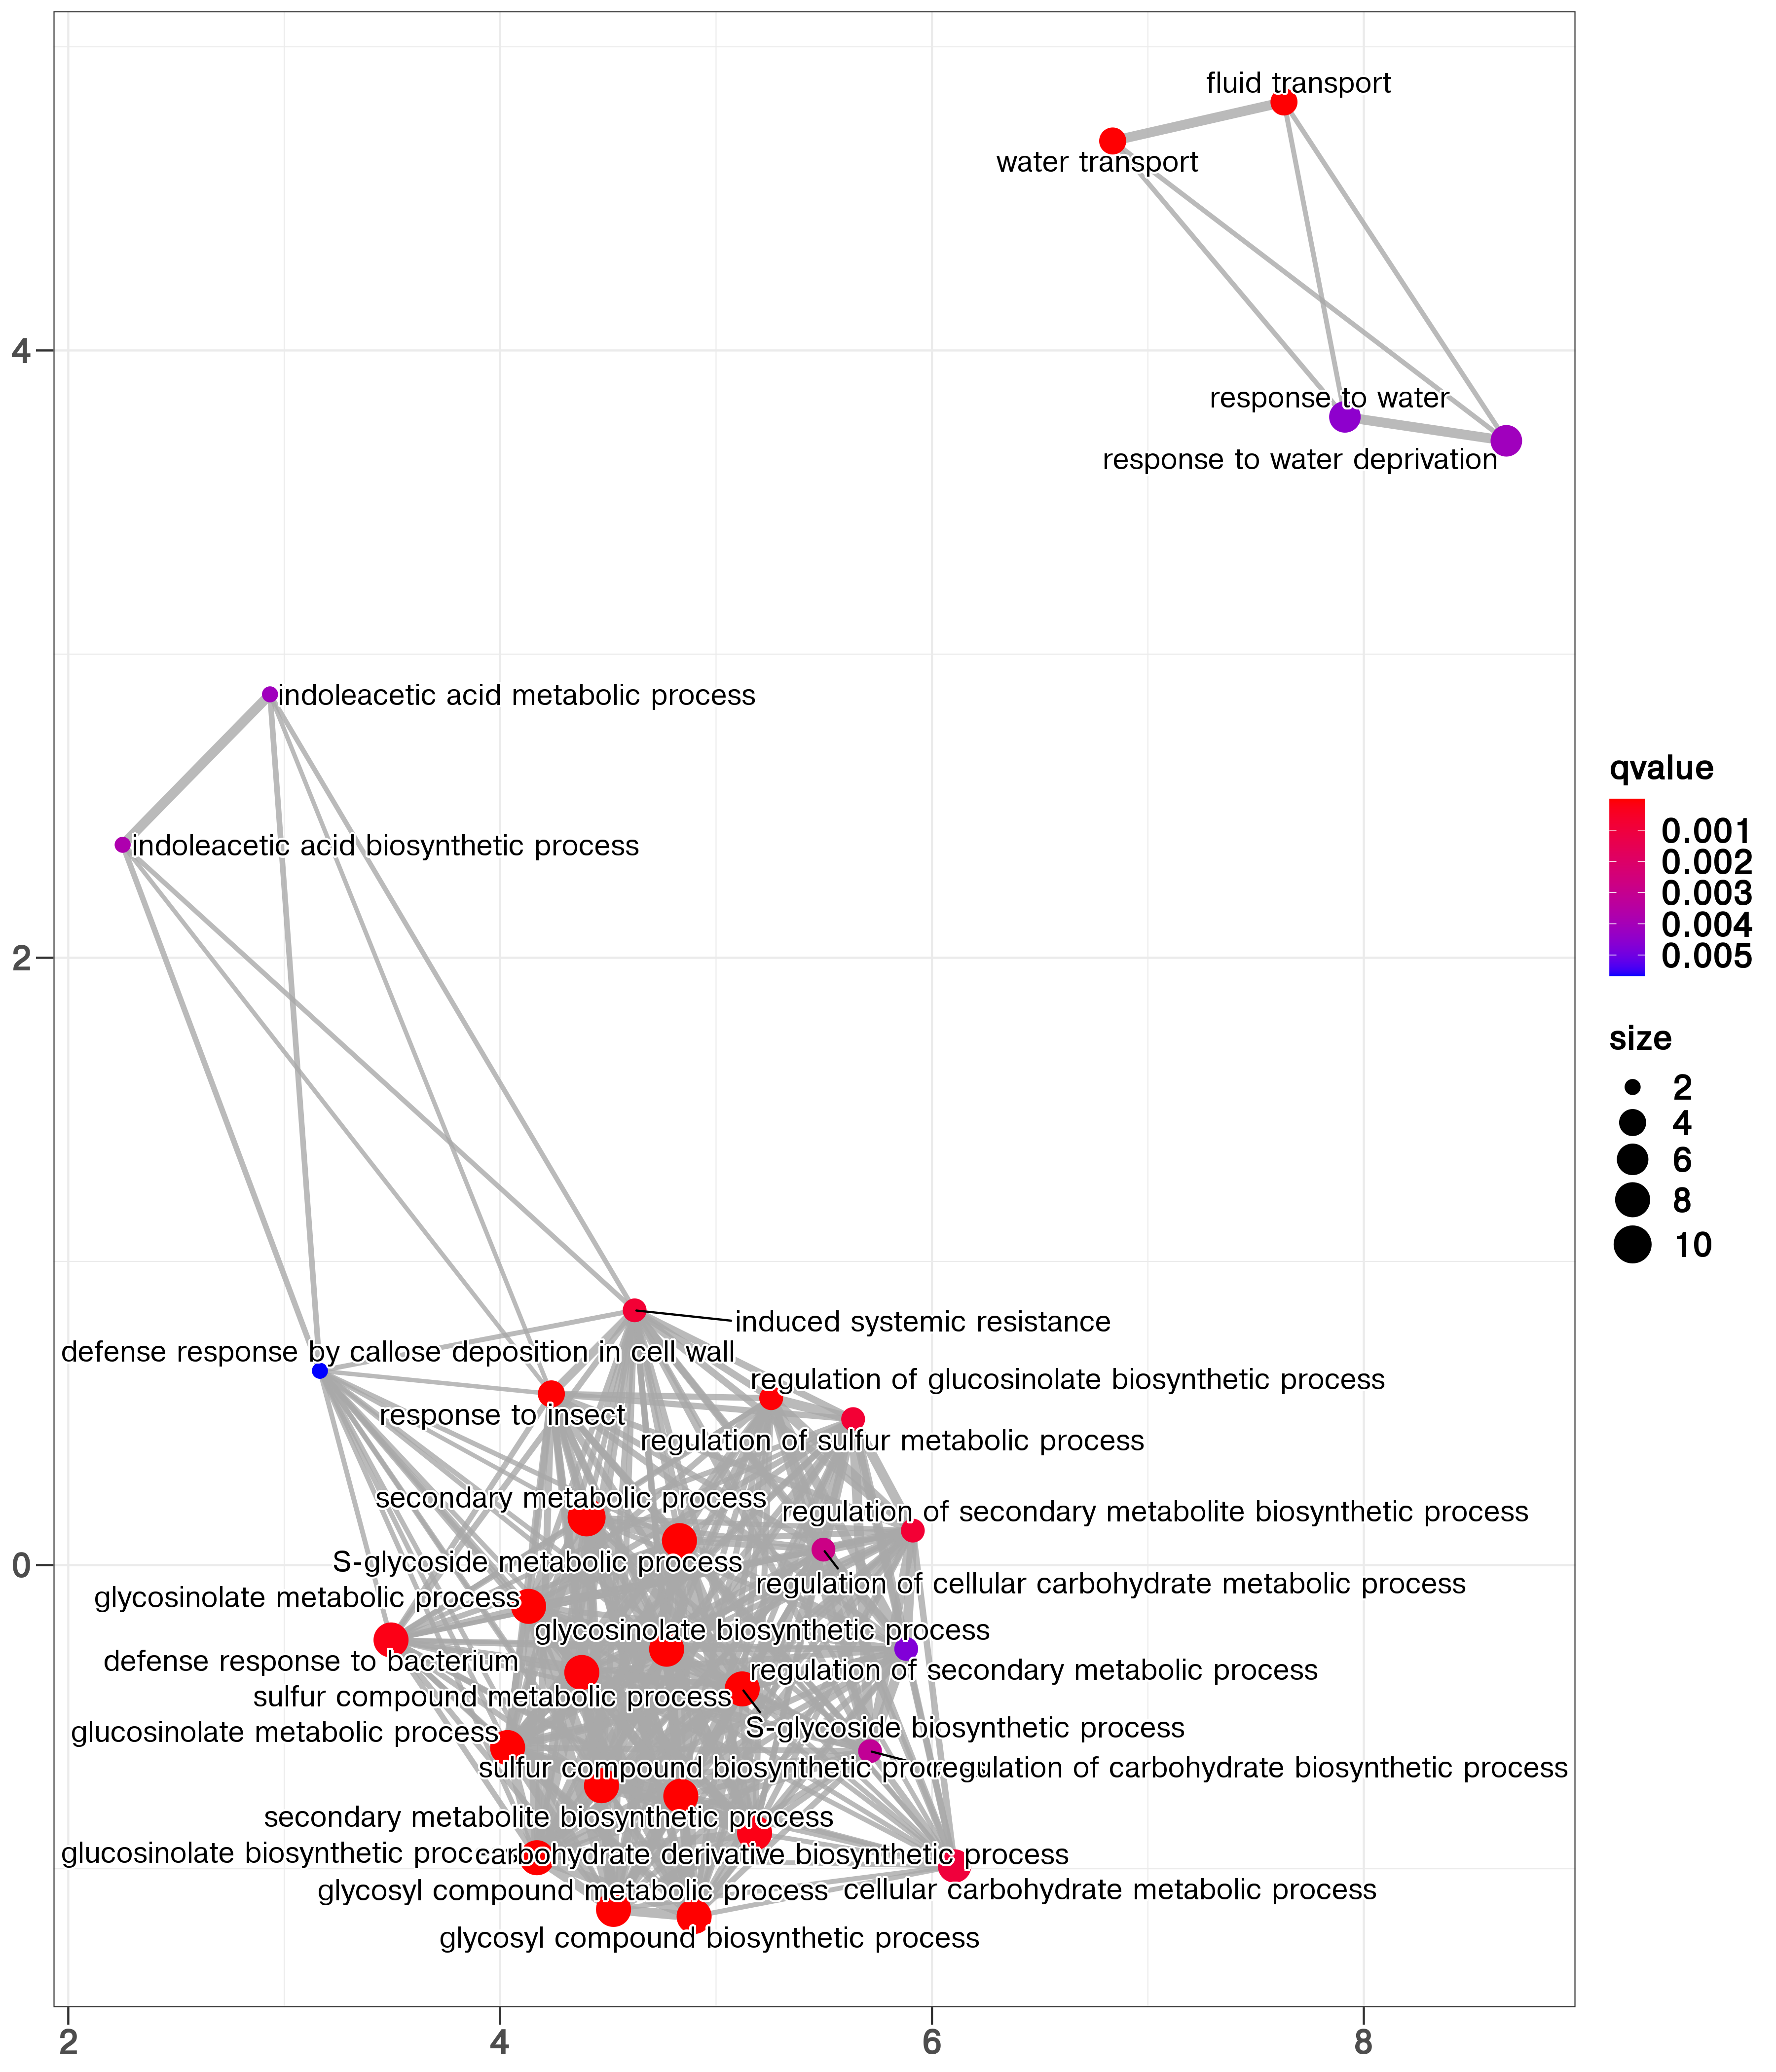 fluid transport
water transport
4
response to water
response to water deprivation
indoleacetic acid metabolic process
qvalue
0.001
indoleacetic acid biosynthetic process
0.002
0.003
0.004
2
0.005
size
2
4
6
8
10
induced systemic resistance
defense response by callose deposition in cell wall
regulation of glucosinolate biosynthetic process
response to insect
regulation of sulfur metabolic process
secondary metabolic process
regulation of secondary metabolite biosynthetic process
0
S-glycoside metabolic process
regulation of cellular carbohydrate metabolic process
glycosinolate metabolic process
glycosinolate biosynthetic process
defense response to bacterium
regulation of secondary metabolic process
sulfur compound metabolic process
S-glycoside biosynthetic process
glucosinolate metabolic process
sulfur compound biosynthetic process
regulation of carbohydrate biosynthetic process
secondary metabolite biosynthetic process
glucosinolate biosynthetic process
carbohydrate derivative biosynthetic process
glycosyl compound metabolic process
cellular carbohydrate metabolic process
glycosyl compound biosynthetic process
2
4
6
8